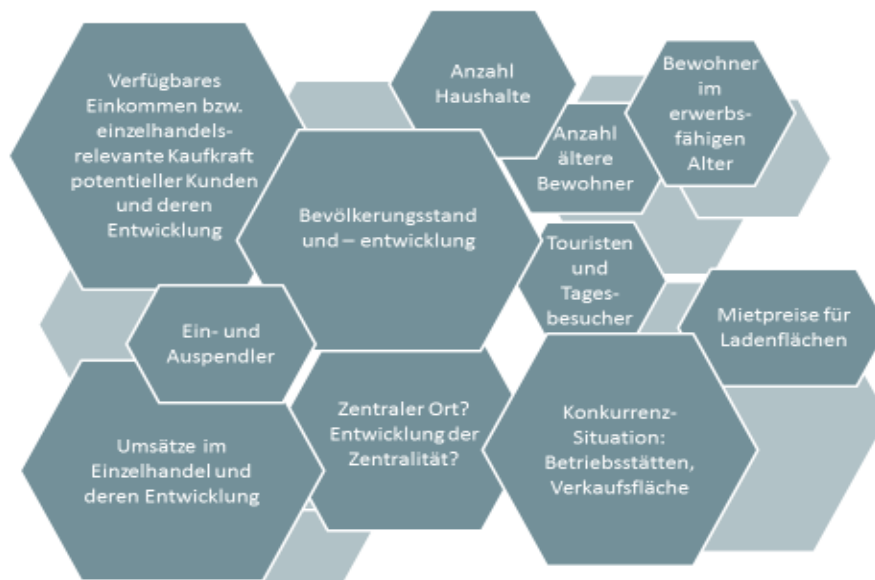 Verfügbares
Einkommen bzw.
einzelhandels-
relevante Kaufkraft
potentieller Kunden
und deren
Entwicklung
Anzahl
Haushalte
Bewohner
im
erwerbs-
fähigen
Alter
Anzahl
ältere
Bewohner
Bevölkerungsstand
und – entwicklung
Touristen
und
Tages-
besucher
Mietpreise für
Ladenflächen
Ein- und
Auspendler
Zentraler Ort?
Entwicklung der
Zentralität?
Konkurrenz-
Situation:
Betriebsstätten,
Verkaufsfläche
Umsätze im
Einzelhandel und
deren Entwicklung